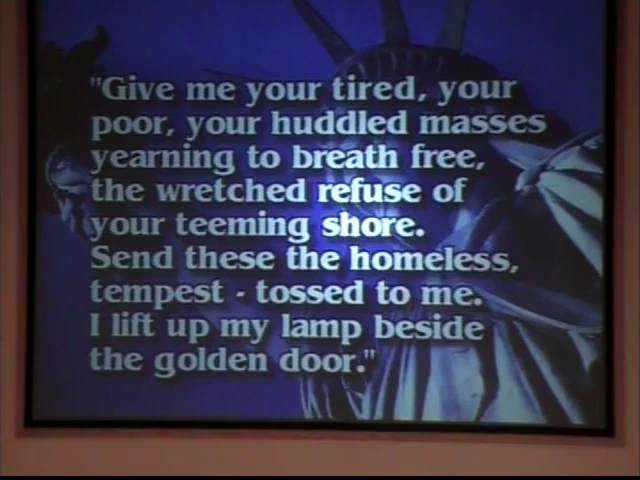 "Give me your tired, your
poor, your huddled masses
yearning to breath free,
the wretched refuse of
your teeming shore.
Send these the homeless,
tempest - tossed to me.
I lift up my lamp beside
the golden door."